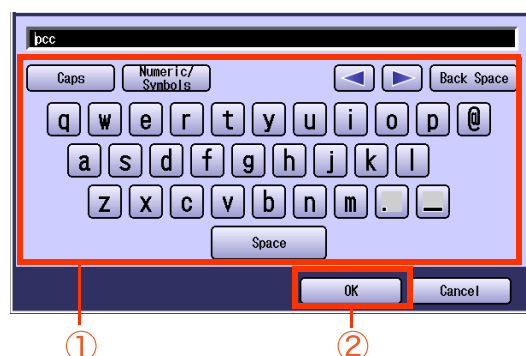 pcc
Caps Numeric/ Symbols Back Space
q w e r t y u i o p @
a s d f g h j k l
z x c v b n m . _
Space
OK Cancel
① ②